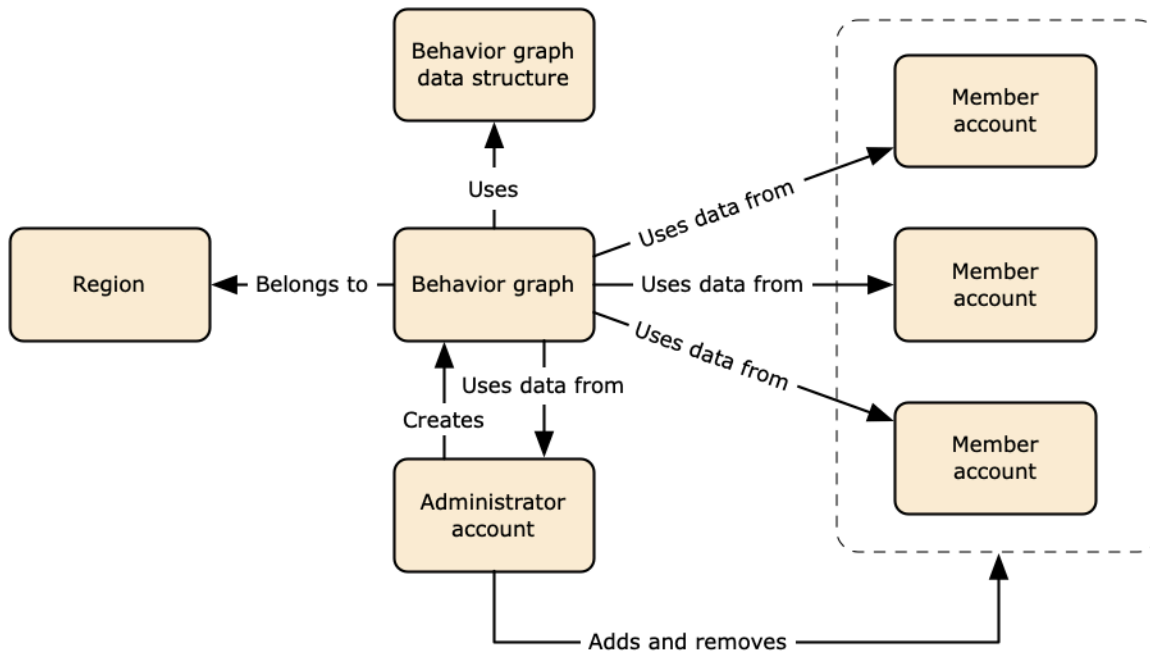 Behavior graph
data structure
Member
account
Uses
Uses data from
Region
Belongs to
Behavior graph
Uses data from
Member
account
Uses data from
Uses data from
Creates
Member
account
Administrator
account
Adds and removes